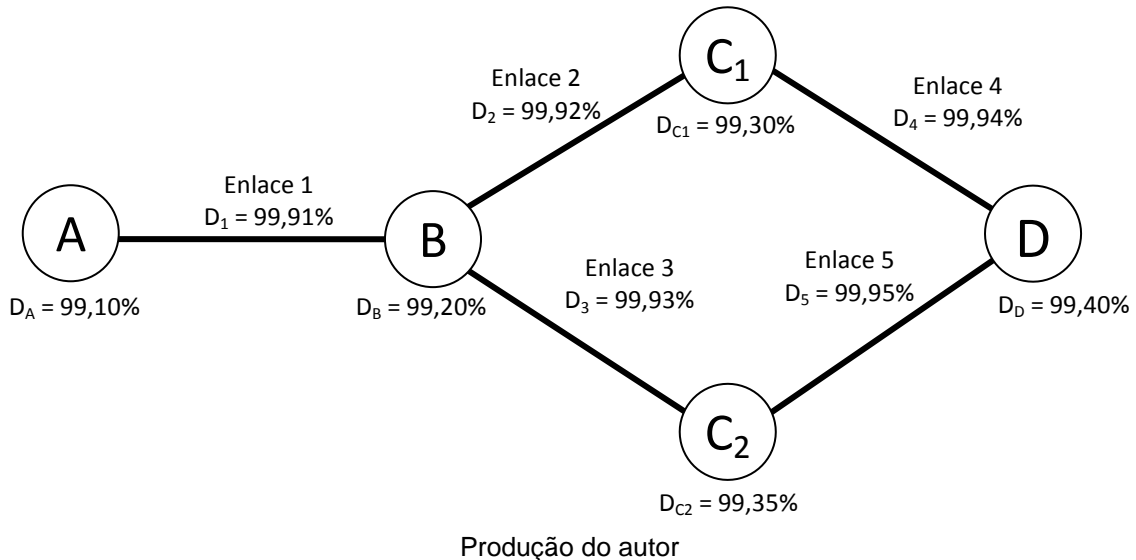 C1
Enlace 2
D2 = 99,92%
Enlace 4
D4 = 99,94%
DC1 = 99,30%
Enlace 1
D1 = 99,91%
A
B
D
DA = 99,10%
DB = 99,20%
Enlace 3
D3 = 99,93%
Enlace 5
D5 = 99,95%
DD = 99,40%
C2
DC2 = 99,35%
Produção do autor